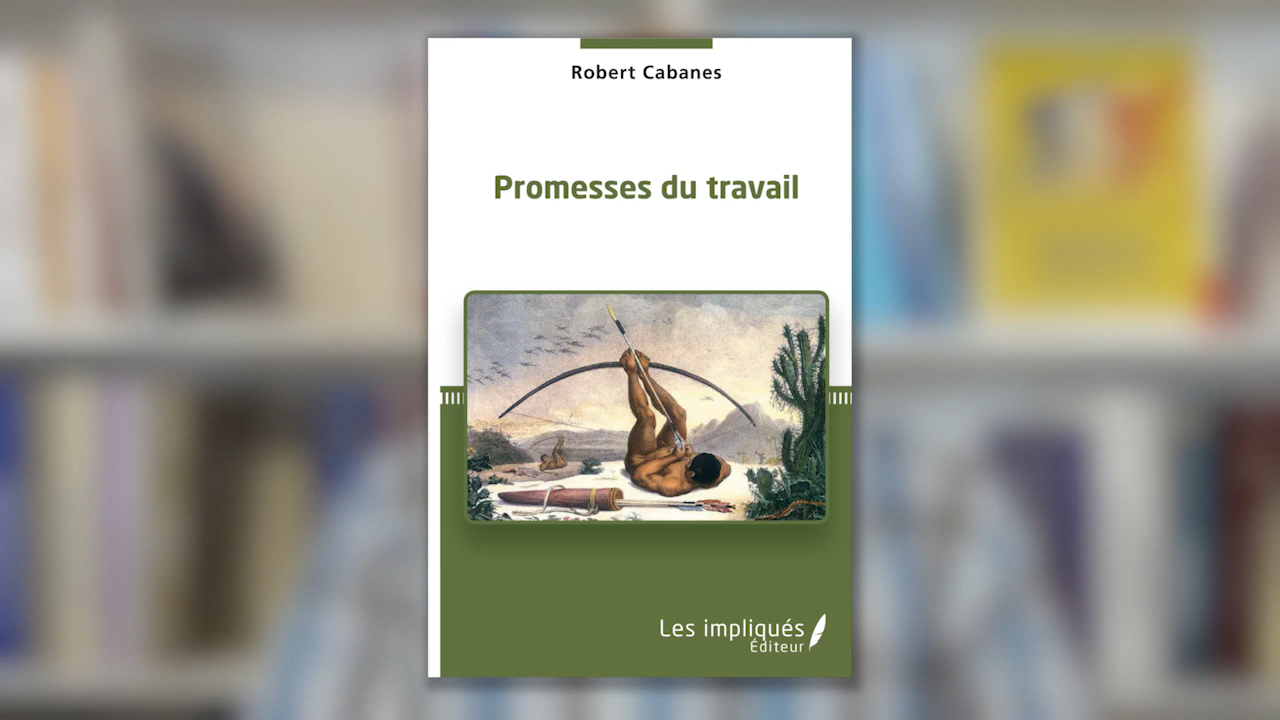 Robert Cabanes
Promesses du travail
Les impliqués
Éditeur